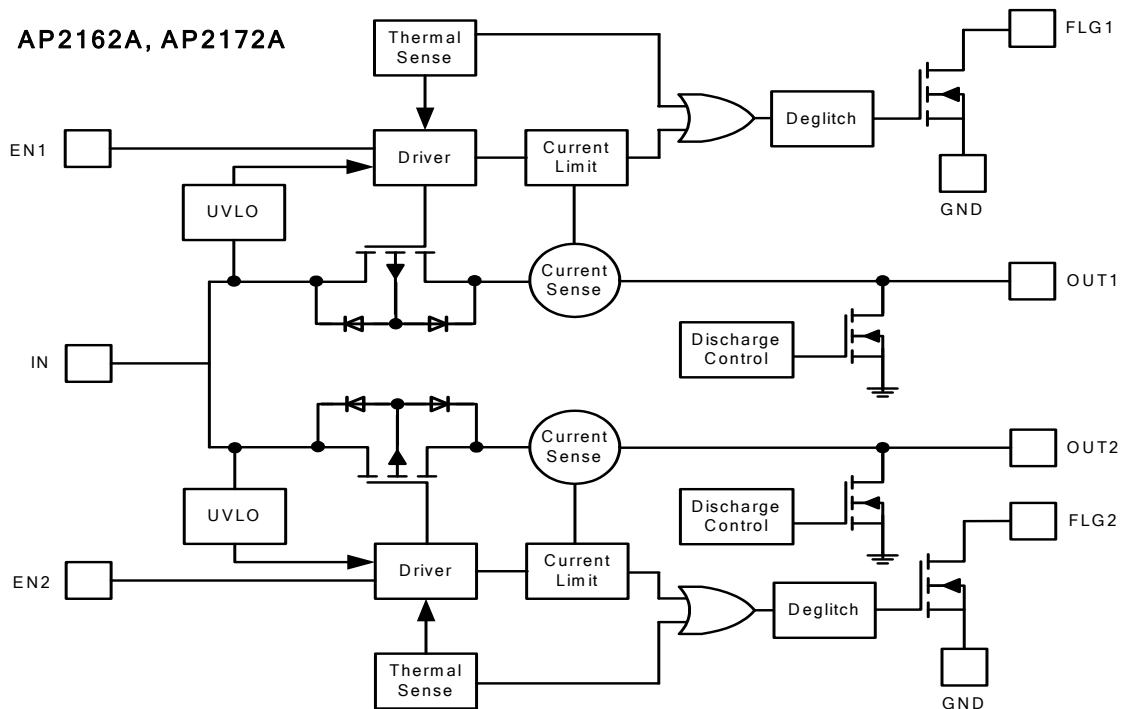 AP2162A, AP2172A
Thermal
Sense
FLG1
Deglitch
EN1
Driver
Current
Limit
UVLO
GND
Current
Sense
OUT1
Discharge
Control
IN
Current
Sense
OUT2
Discharge
Control
UVLO
FLG2
EN2
Driver
Current
Limit
Deglitch
Thermal
Sense
GND